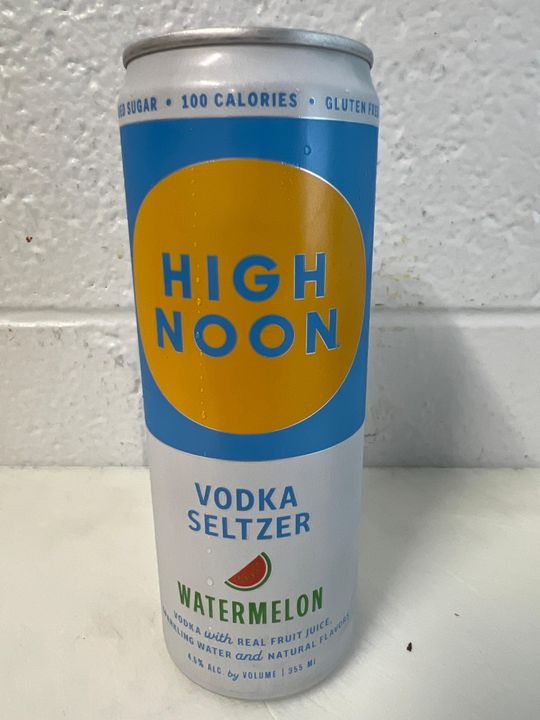 SUGAR • 100 CALORIES • GLUTEN FREE
HIGH
NOON
VODKA
SELTZER
WATERMELON
VODKA with REAL FRUIT JUICE,
SPARKLING WATER and NATURAL FLAVORS
4.5% ALC. by VOLUME | 355 ML